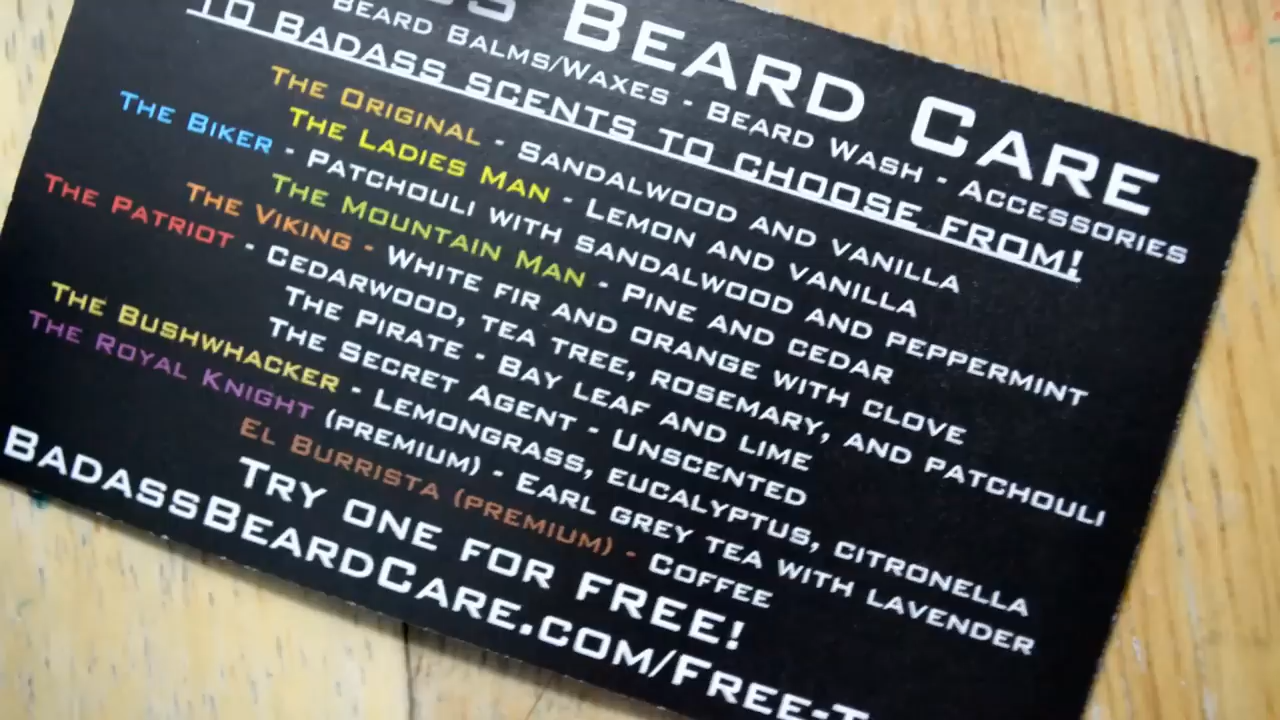 Beard Care
Beard Balms/Waxes - Beard Wash - Accessories
to badass scents to choose from!
The Original - Sandalwood and vanilla
The Ladies Man - Lemon and vanilla
The Biker - Patchouli with sandalwood and peppermint
The Mountain Man - Pine and cedar
The Viking - White fir and orange with clove
The Patriot - Cedarwood, tea tree, rosemary, and patchouli
The Pirate - Bay leaf and lime
The Secret Agent - Unscented
The Bushwhacker - Lemongrass, eucalyptus, citronella
The Royal Knight (premium) - Earl grey tea with lavender
El Burrista (premium) - Coffee
Try one for free!
BadassBeardCare.com/Free-T